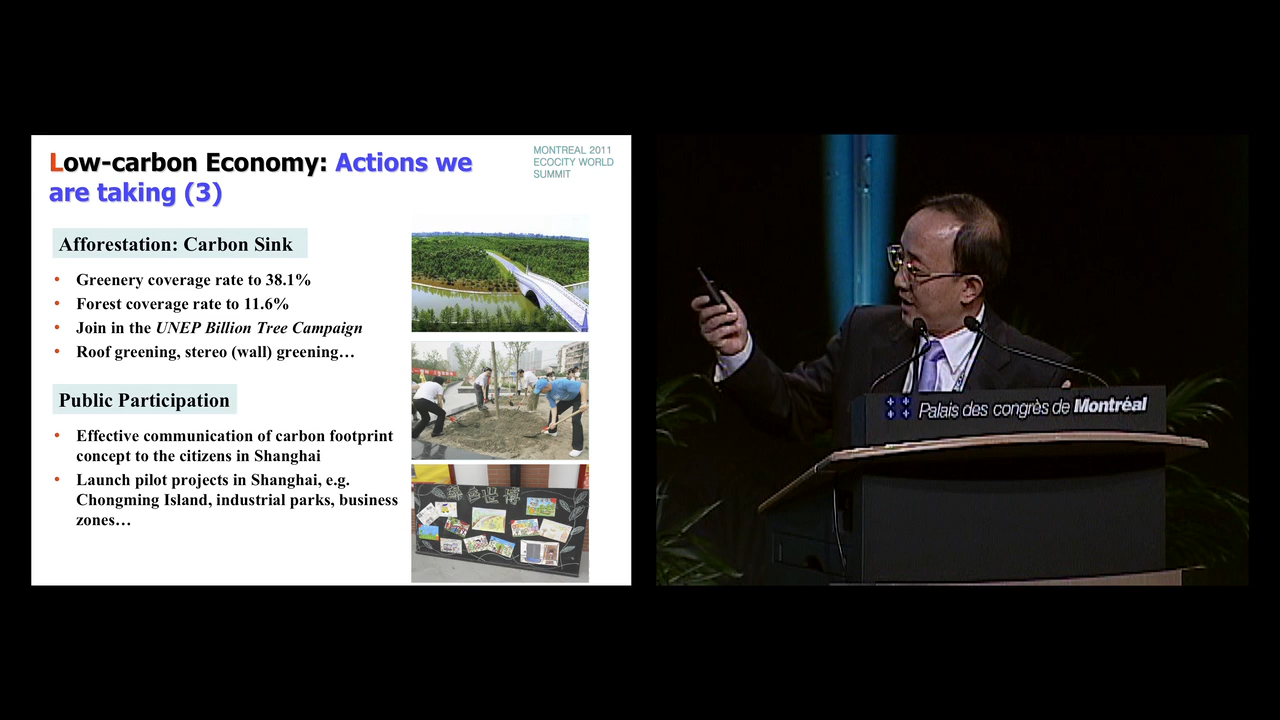 Low-carbon Economy: Actions we
are taking (3)
MONTREAL 2011
ECOCITY WORLD
SUMMIT
Afforestation: Carbon Sink
• Greenery coverage rate to 38.1%
• Forest coverage rate to 11.6%
• Join in the UNEP Billion Tree Campaign
• Roof greening, stereo (wall) greening…
Public Participation
• Effective communication of carbon footprint
concept to the citizens in Shanghai
• Launch pilot projects in Shanghai, e.g.
Chongming Island, industrial parks, business
zones…
Palais des congrès de Montréal